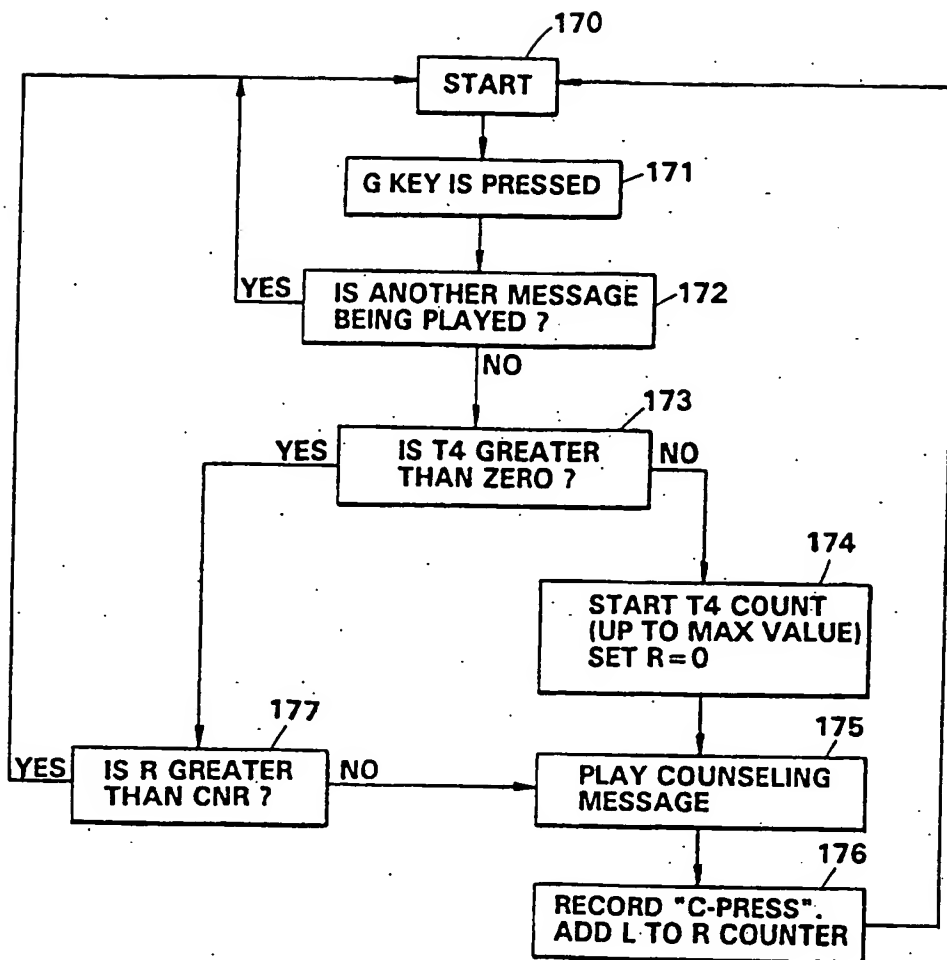 170
START
G KEY IS PRESSED
171
YES
IS ANOTHER MESSAGE
BEING PLAYED ?
172
NO
173
YES
IS T4 GREATER
THAN ZERO ?
NO
174
START T4 COUNT
(UP TO MAX VALUE)
SET R=0
177
175
YES
IS R GREATER
THAN CNR ?
NO
PLAY COUNSELING
MESSAGE
176
RECORD "C-PRESS".
ADD L TO R COUNTER